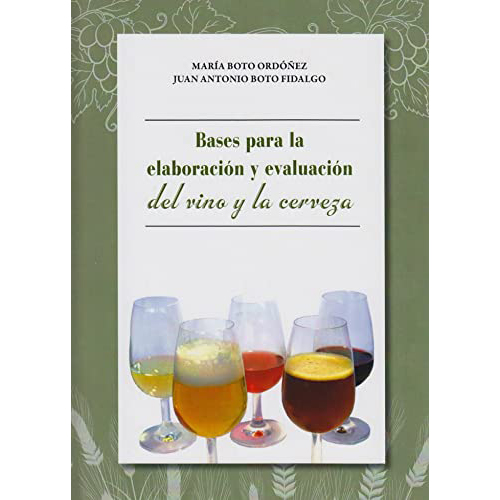 MARÍA BOTO ORDÓÑEZ
JUAN ANTONIO BOTO FIDALGO
Bases para la
elaboración y evaluación
del vino y la cerveza